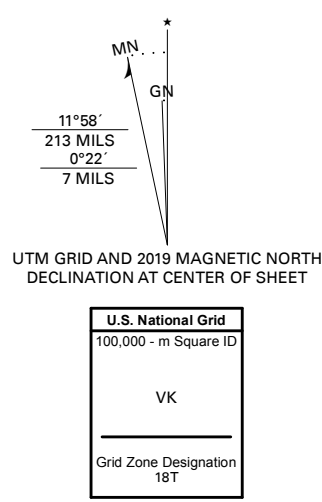 MN
GN
11°58´
213 MILS
0°22´
7 MILS
UTM GRID AND 2019 MAGNETIC NORTH
DECLINATION AT CENTER OF SHEET
U.S. National Grid
100,000 - m Square ID
VK
Grid Zone Designation
18T